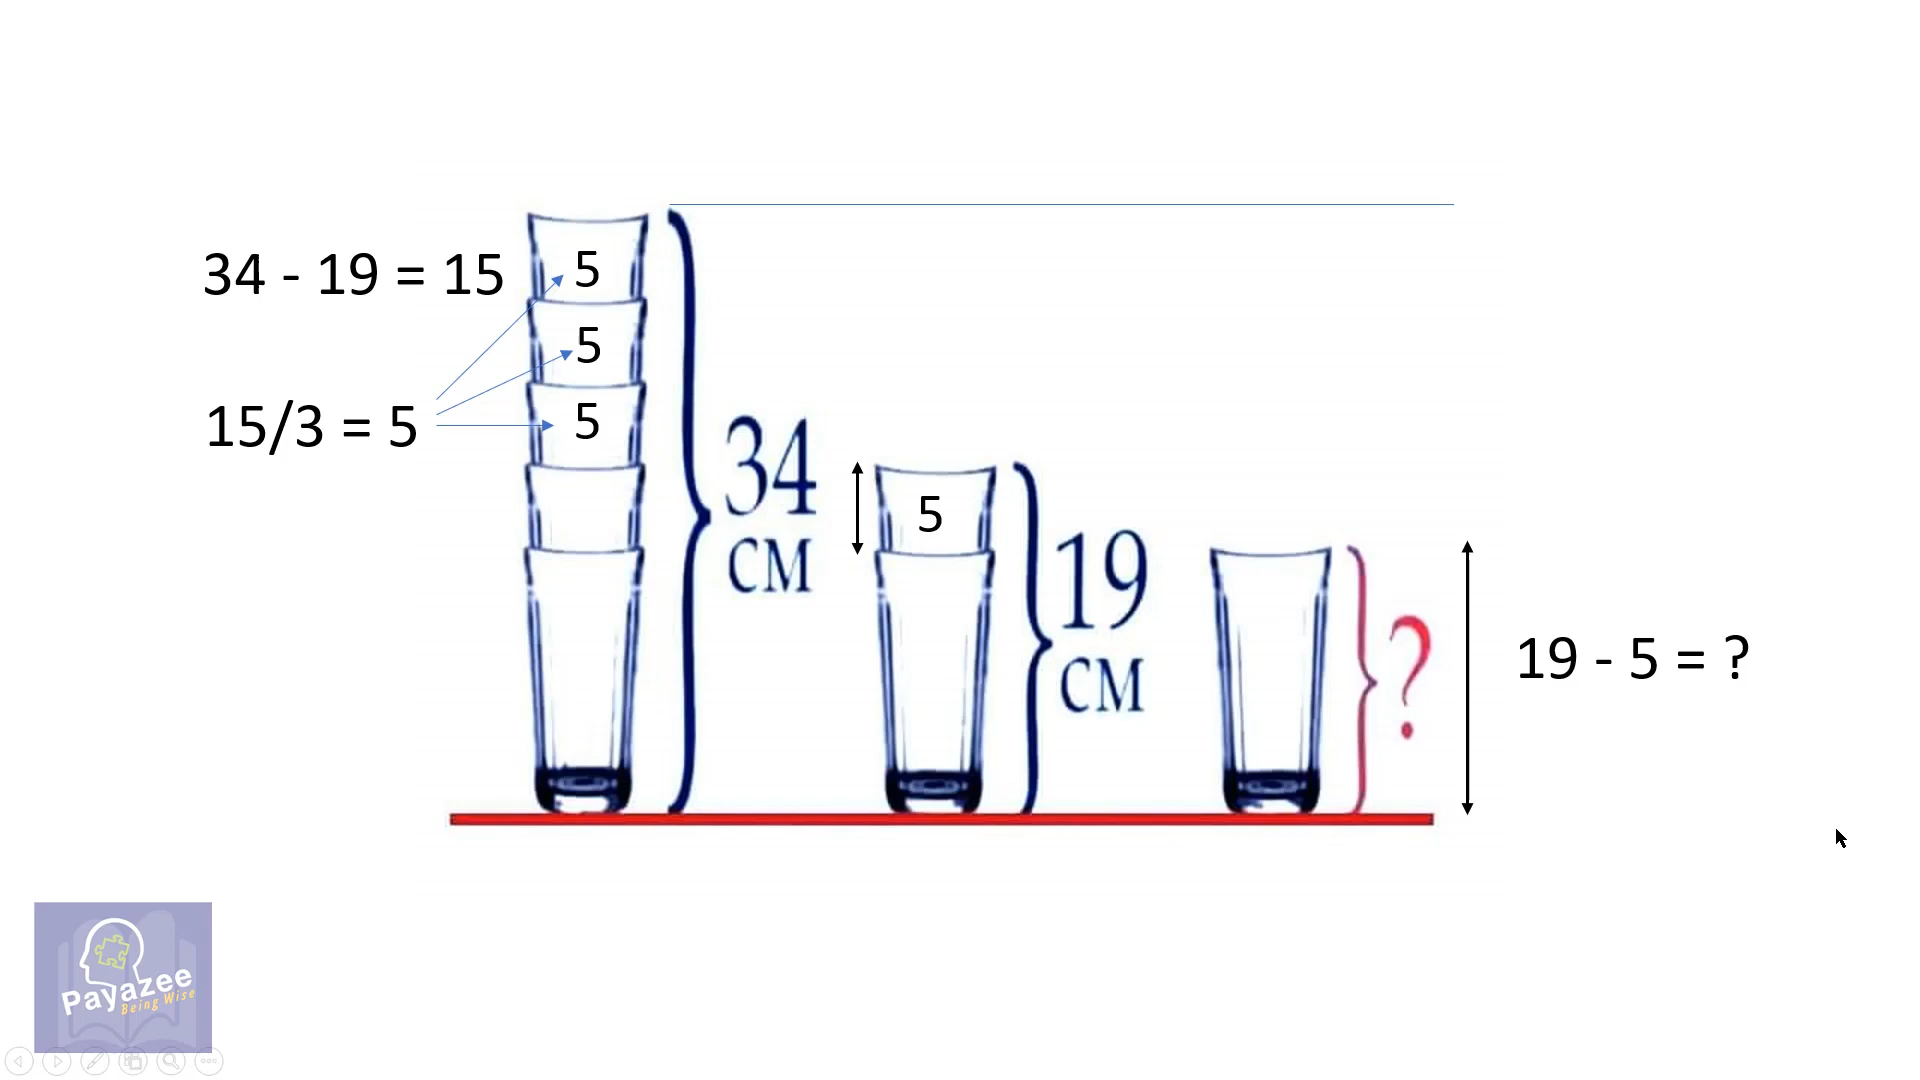 34 - 19 = 15
15/3 = 5
5
5
5
34
CM
5
19
CM
?
19 - 5 = ?
Payazee
Being Wise